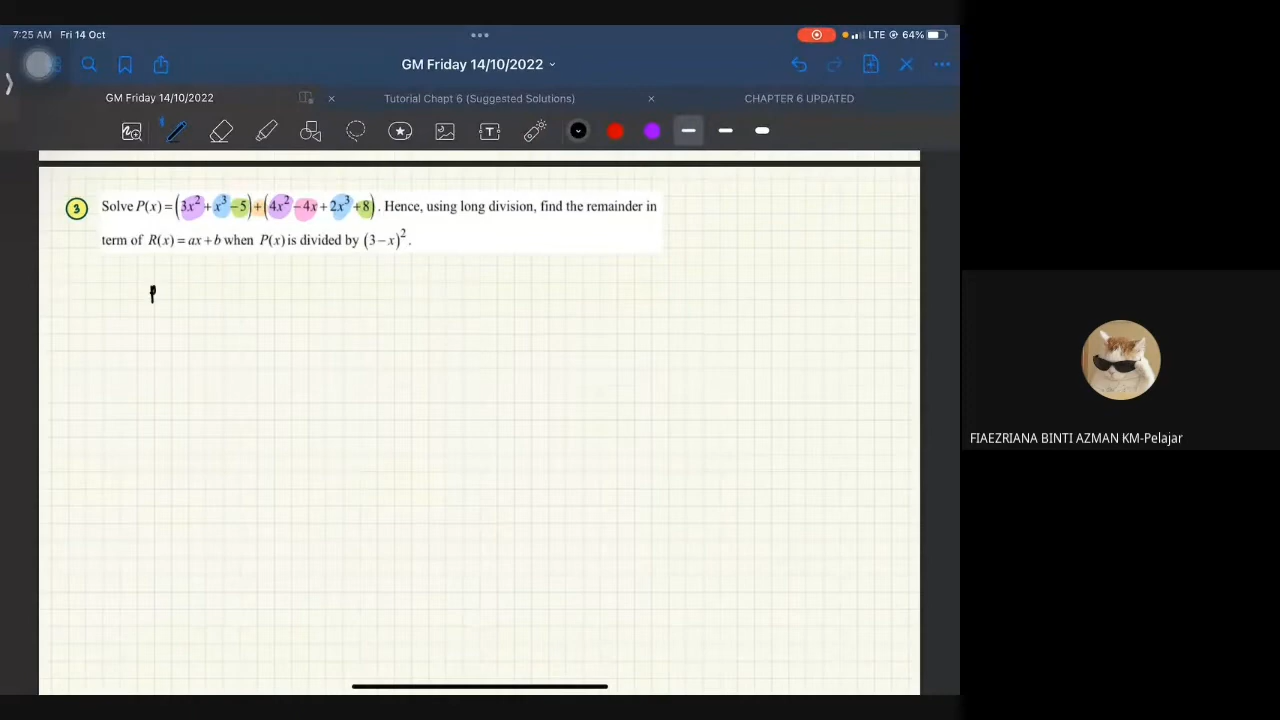 7:25 AM Fri 14 Oct
LTE 64%
GM Friday 14/10/2022
GM Friday 14/10/2022
Tutorial Chapt 6 (Suggested Solutions)
CHAPTER 6 UPDATED
3 Solve P(x) = (3x² + x³ − 5) + (4x² − 4x + 2x³ + 8). Hence, using long division, find the remainder in
term of R(x) = ax + b when P(x) is divided by (3 − x)².
P
FIAEZRIANA BINTI AZMAN KM-Pelajar